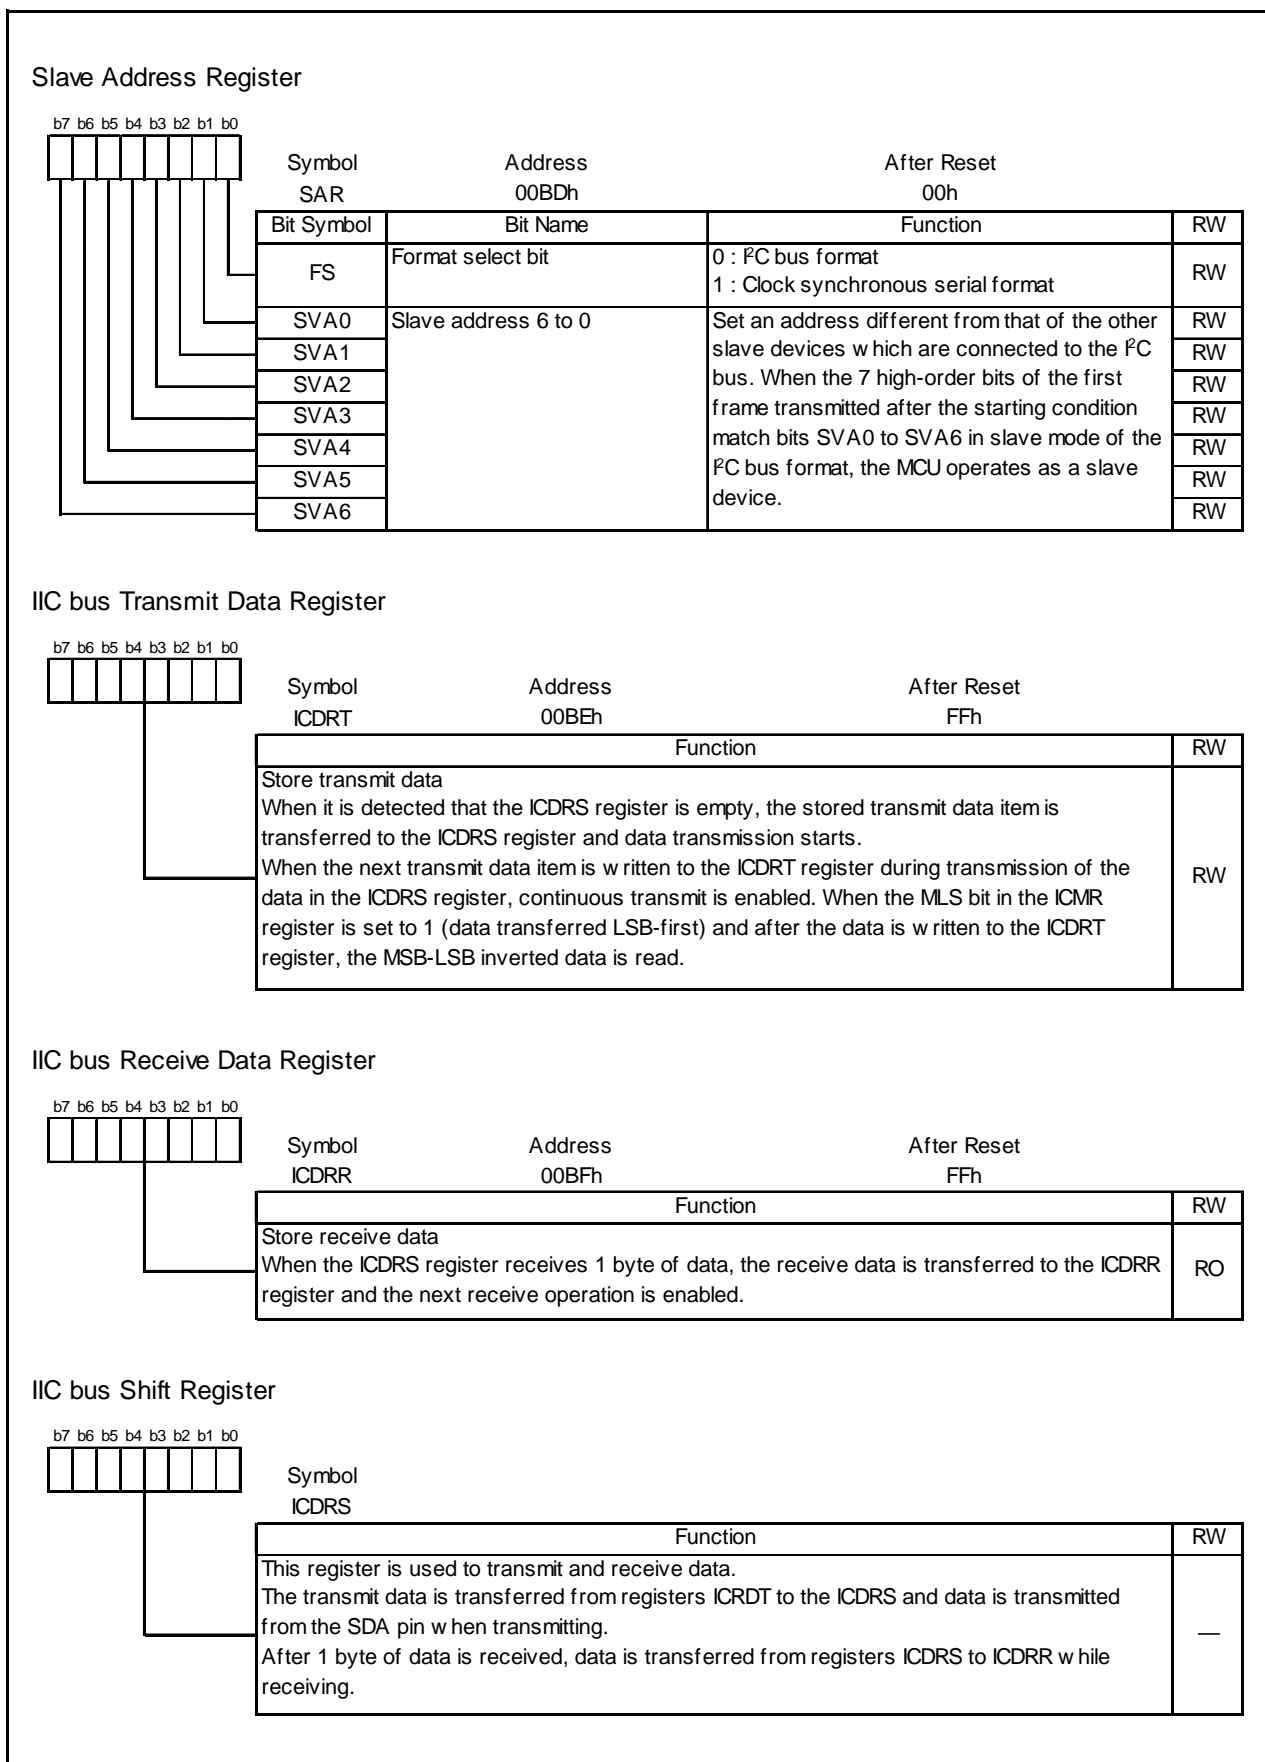 Slave Address Register
b7 b6 b5 b4 b3 b2 b1 b0
Symbol Address After Reset
SAR 00BDh 00h
Bit Symbol Bit Name Function RW
FS Format select bit 0 : I²C bus format RW
1 : Clock synchronous serial format
SVA0 Slave address 6 to 0 Set an address different from that of the other RW
SVA1 slave devices which are connected to the I²C RW
SVA2 bus. When the 7 high-order bits of the first RW
SVA3 frame transmitted after the starting condition RW
SVA4 match bits SVA0 to SVA6 in slave mode of the RW
SVA5 I²C bus format, the MCU operates as a slave RW
SVA6 device. RW
IIC bus Transmit Data Register
b7 b6 b5 b4 b3 b2 b1 b0
Symbol Address After Reset
ICDRT 00BEh FFh
Function RW
Store transmit data
When it is detected that the ICDRS register is empty, the stored transmit data item is
transferred to the ICDRS register and data transmission starts.
When the next transmit data item is written to the ICDRT register during transmission of the RW
data in the ICDRS register, continuous transmit is enabled. When the MLS bit in the ICMR
register is set to 1 (data transferred LSB-first) and after the data is written to the ICDRT
register, the MSB-LSB inverted data is read.
IIC bus Receive Data Register
b7 b6 b5 b4 b3 b2 b1 b0
Symbol Address After Reset
ICDRR 00BFh FFh
Function RW
Store receive data
When the ICDRS register receives 1 byte of data, the receive data is transferred to the ICDRR RO
register and the next receive operation is enabled.
IIC bus Shift Register
b7 b6 b5 b4 b3 b2 b1 b0
Symbol
ICDRS
Function RW
This register is used to transmit and receive data.
The transmit data is transferred from registers ICRDT to the ICDRS and data is transmitted
from the SDA pin when transmitting. —
After 1 byte of data is received, data is transferred from registers ICDRS to ICDRR while
receiving.